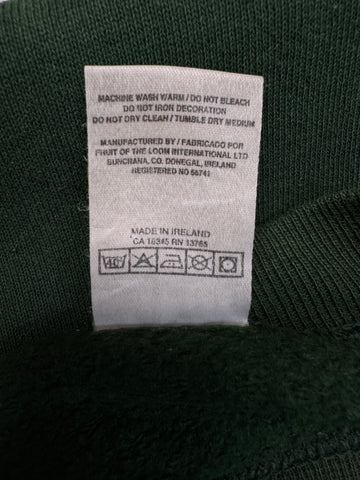 MACHINE WASH WARM / DO NOT BLEACH
DO NOT IRON DECORATION
DO NOT DRY CLEAN / TUMBLE DRY MEDIUM
MANUFACTURED BY / FABRICADO POR
FRUIT OF THE LOOM INTERNATIONAL LTD
BUNCRANA, CO. DONEGAL, IRELAND
REGISTERED NO 55741
MADE IN IRELAND
CA 15345 RN 13765